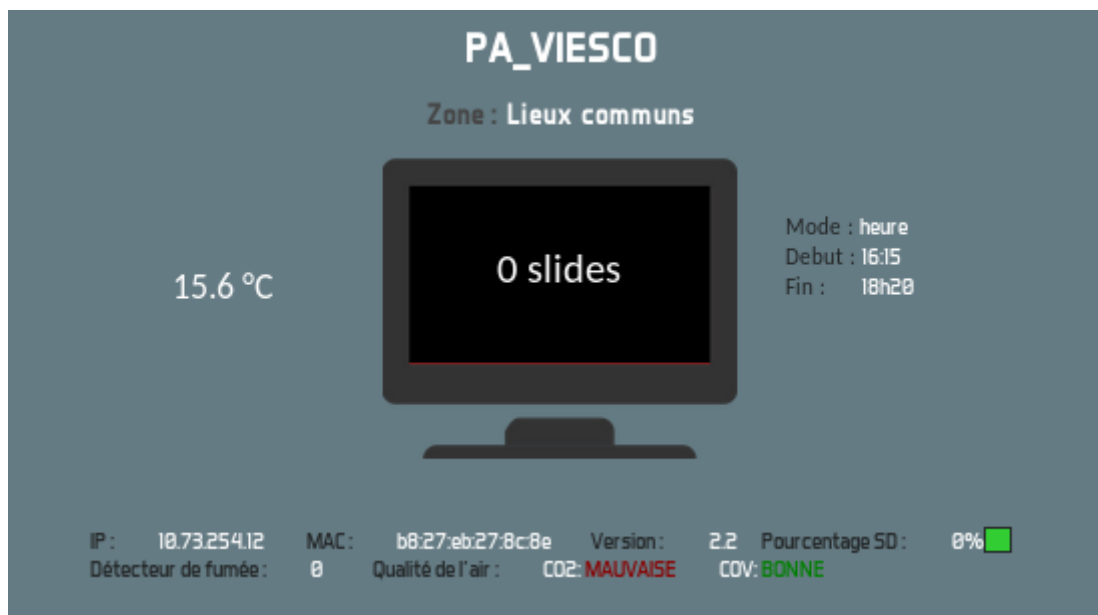 PA_VIESCO
Zone : Lieux communs
0 slides
15.6 °C
Mode : heure
Debut : 16:15
Fin : 18h20
IP : 10.73.254.12 MAC : b8:27:eb:27:8c:8e Version : 2.2 Pourcentage SD : 0%
Détecteur de fumée : 0 Qualité de l'air : CO2: MAUVAISE COV: BONNE